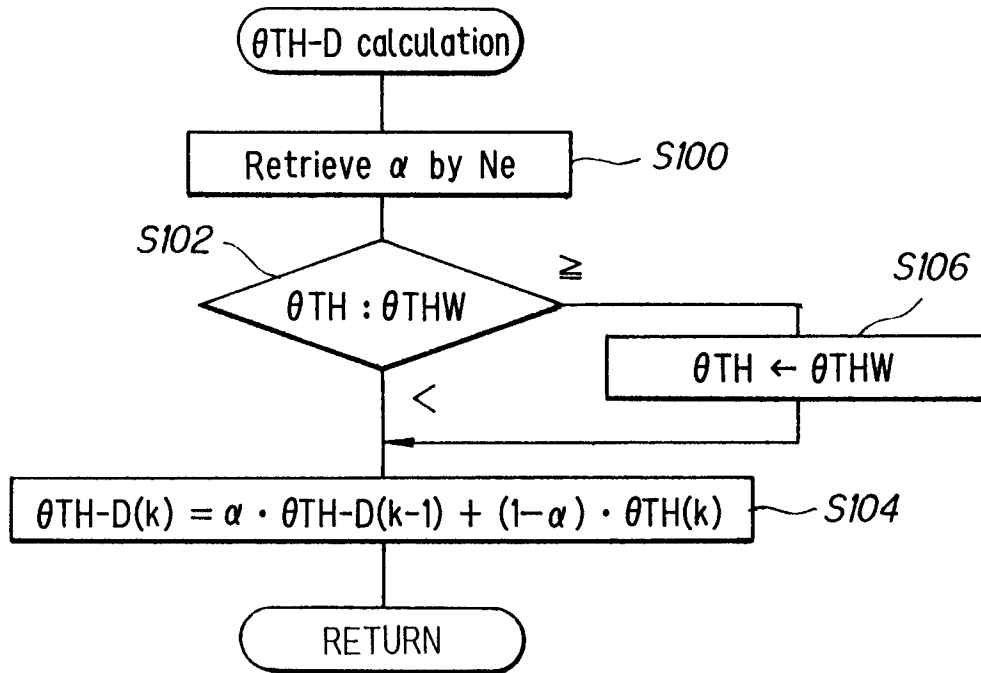 θTH-D calculation
Retrieve α by Ne
S100
S102
≧
S106
θTH : θTHW
θTH ← θTHW
<
θTH-D(k) = α · θTH-D(k-1) + (1-α) · θTH(k)
S104
RETURN